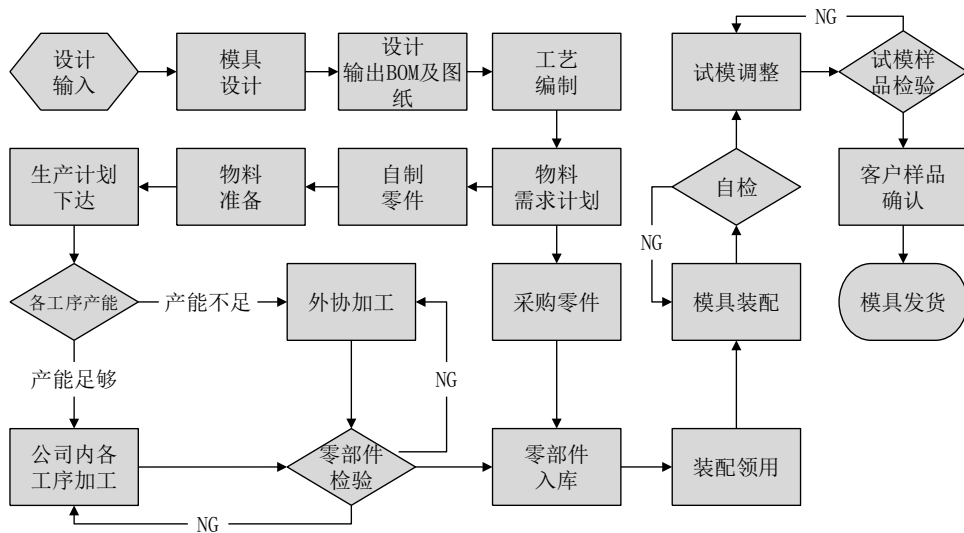 设计
输入
模具
设计
设计
输出BOM及图
纸
工艺
编制
试模调整
NG
试模样
品检验
生产计划
下达
物料
准备
自制
零件
物料
需求计划
自检
NG
客户样品
确认
各工序产能
产能不足
外协加工
采购零件
模具装配
模具发货
产能足够
NG
公司内各
工序加工
零部件
检验
零部件
入库
装配领用
NG